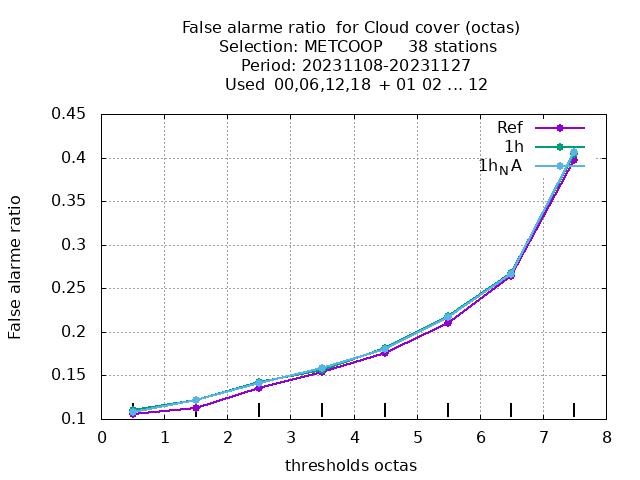 False alarme ratio  for Cloud cover (octas)
Selection: METCOOP     38 stations
Period: 20231108-20231127
Used  00,06,12,18  + 01 02 ... 12
Ref
1h
1h_NA
0.45
0.4
0.35
0.3
0.25
0.2
0.15
0.1
False alarme ratio
0 1 2 3 4 5 6 7 8
thresholds octas